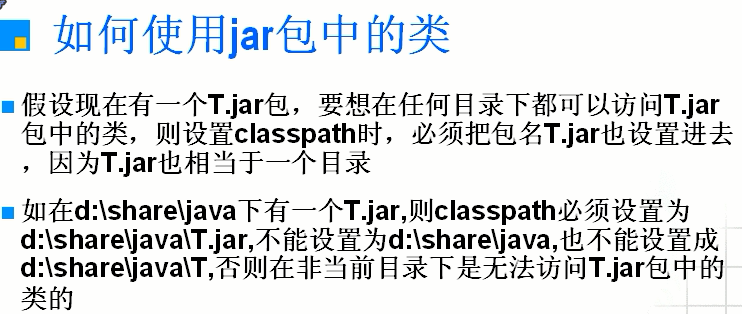 如何使用jar包中的类
假设现在有一个T.jar包，要想在任何目录下都可以访问T.jar
包中的类，则设置classpath时，必须把包名T.jar也设置进去
，因为T.jar也相当于一个目录
如在d:\share\java下有一个T.jar,则classpath必须设置为
d:\share\java\T.jar,不能设置为d:\share\java,也不能设置成
d:\share\java\T,否则在非当前目录下是无法访问T.jar包中的
类的